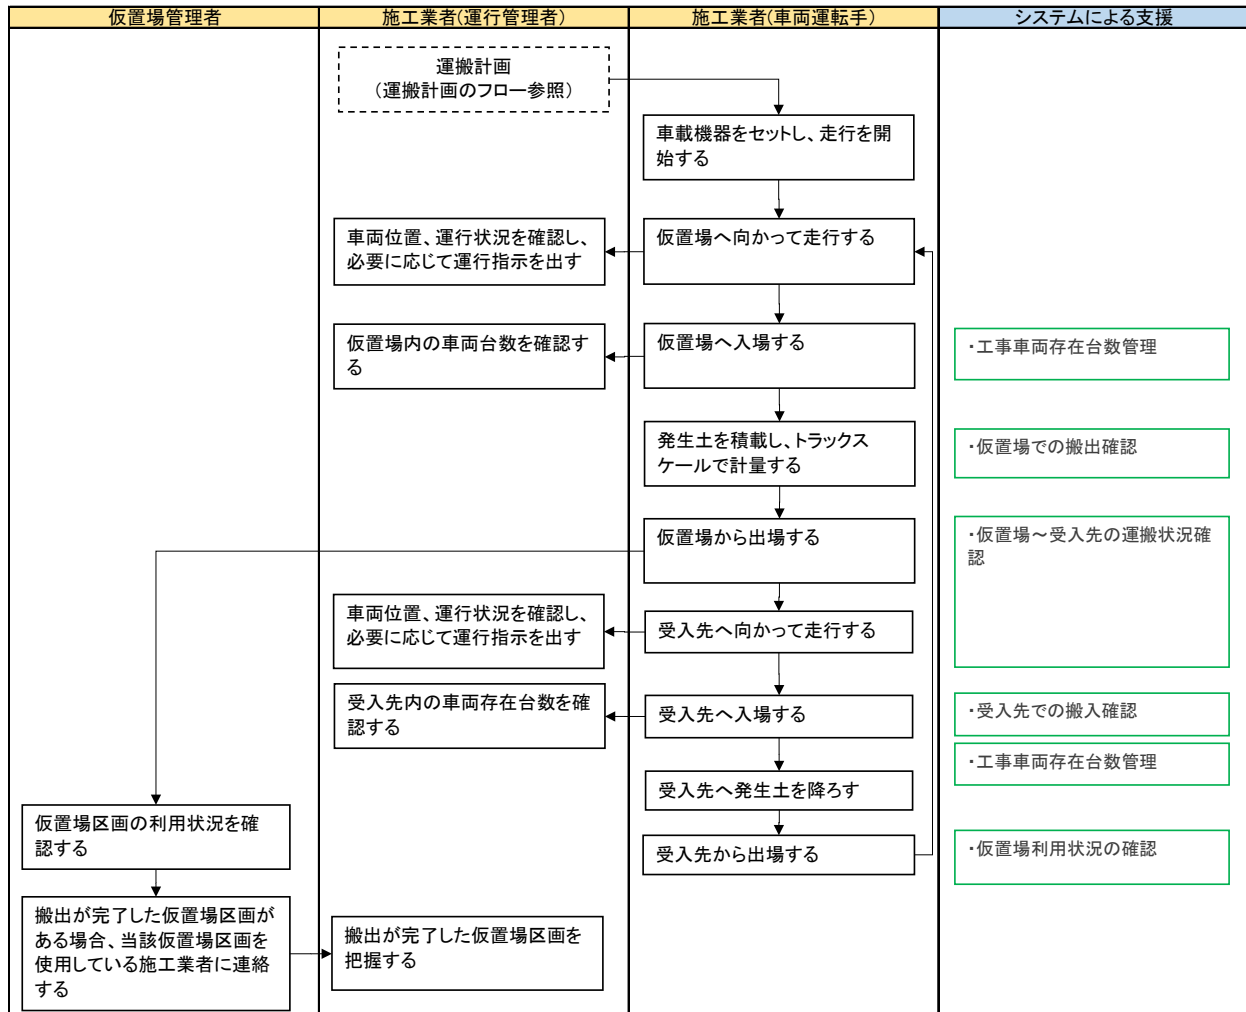 仮置場管理者
施工業者(運行管理者)
施工業者(車両運転手)
システムによる支援
運搬計画
(運搬計画のフロー参照)
車載機器をセットし、走行を開
始する
車両位置、運行状況を確認し、
必要に応じて運行指示を出す
仮置場へ向かって走行する
仮置場内の車両台数を確認す
る
仮置場へ入場する
・工事車両存在台数管理
発生土を積載し、トラックス
ケールで計量する
・仮置場での搬出確認
仮置場から出場する
・仮置場~受入先の運搬状況確
認
車両位置、運行状況を確認し、
必要に応じて運行指示を出す
受入先へ向かって走行する
受入先内の車両存在台数を確
認する
受入先へ入場する
・受入先での搬入確認
・工事車両存在台数管理
受入先へ発生土を降ろす
仮置場区画の利用状況を確
認する
受入先から出場する
・仮置場利用状況の確認
搬出が完了した仮置場区画が
ある場合、当該仮置場区画を
使用している施工業者に連絡
する
搬出が完了した仮置場区画を
把握する